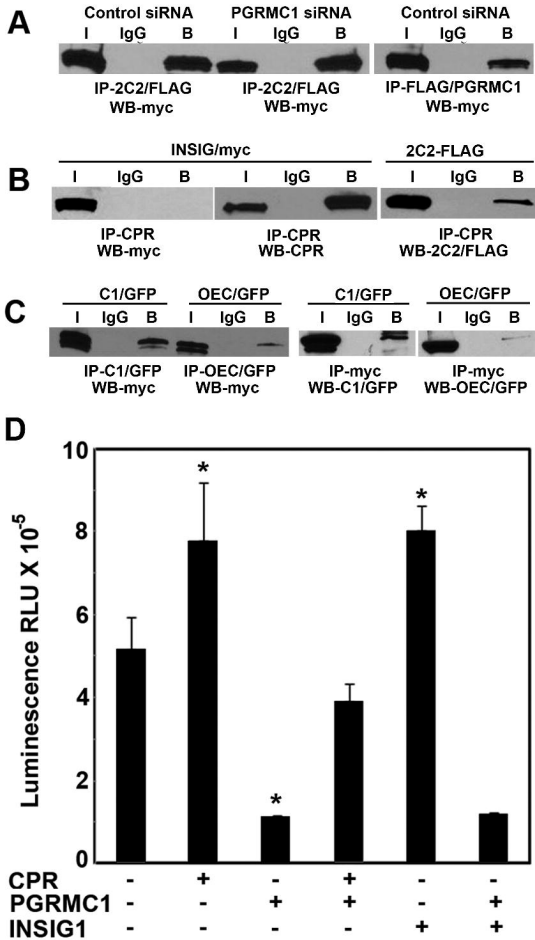 A
Control siRNA PGRMC1 siRNA Control siRNA
I IgG B I IgG B I IgG B
IP-2C2/FLAG IP-2C2/FLAG IP-FLAG/PGRMC1
WB-myc WB-myc WB-myc
B
INSIG/myc 2C2-FLAG
I IgG B I IgG B I IgG B
IP-CPR IP-CPR IP-CPR
WB-myc WB-CPR WB-2C2/FLAG
C
C1/GFP OEC/GFP C1/GFP OEC/GFP
I IgG B I IgG B I IgG B I IgG B
IP-C1/GFP IP-OEC/GFP IP-myc IP-myc
WB-myc WB-myc WB-C1/GFP WB-OEC/GFP
D
Luminescence RLU X 10-5
10
8
6
4
2
0
* * *
CPR - + - + - -
PGRMC1 - - + + - +
INSIG1 - - - - + +